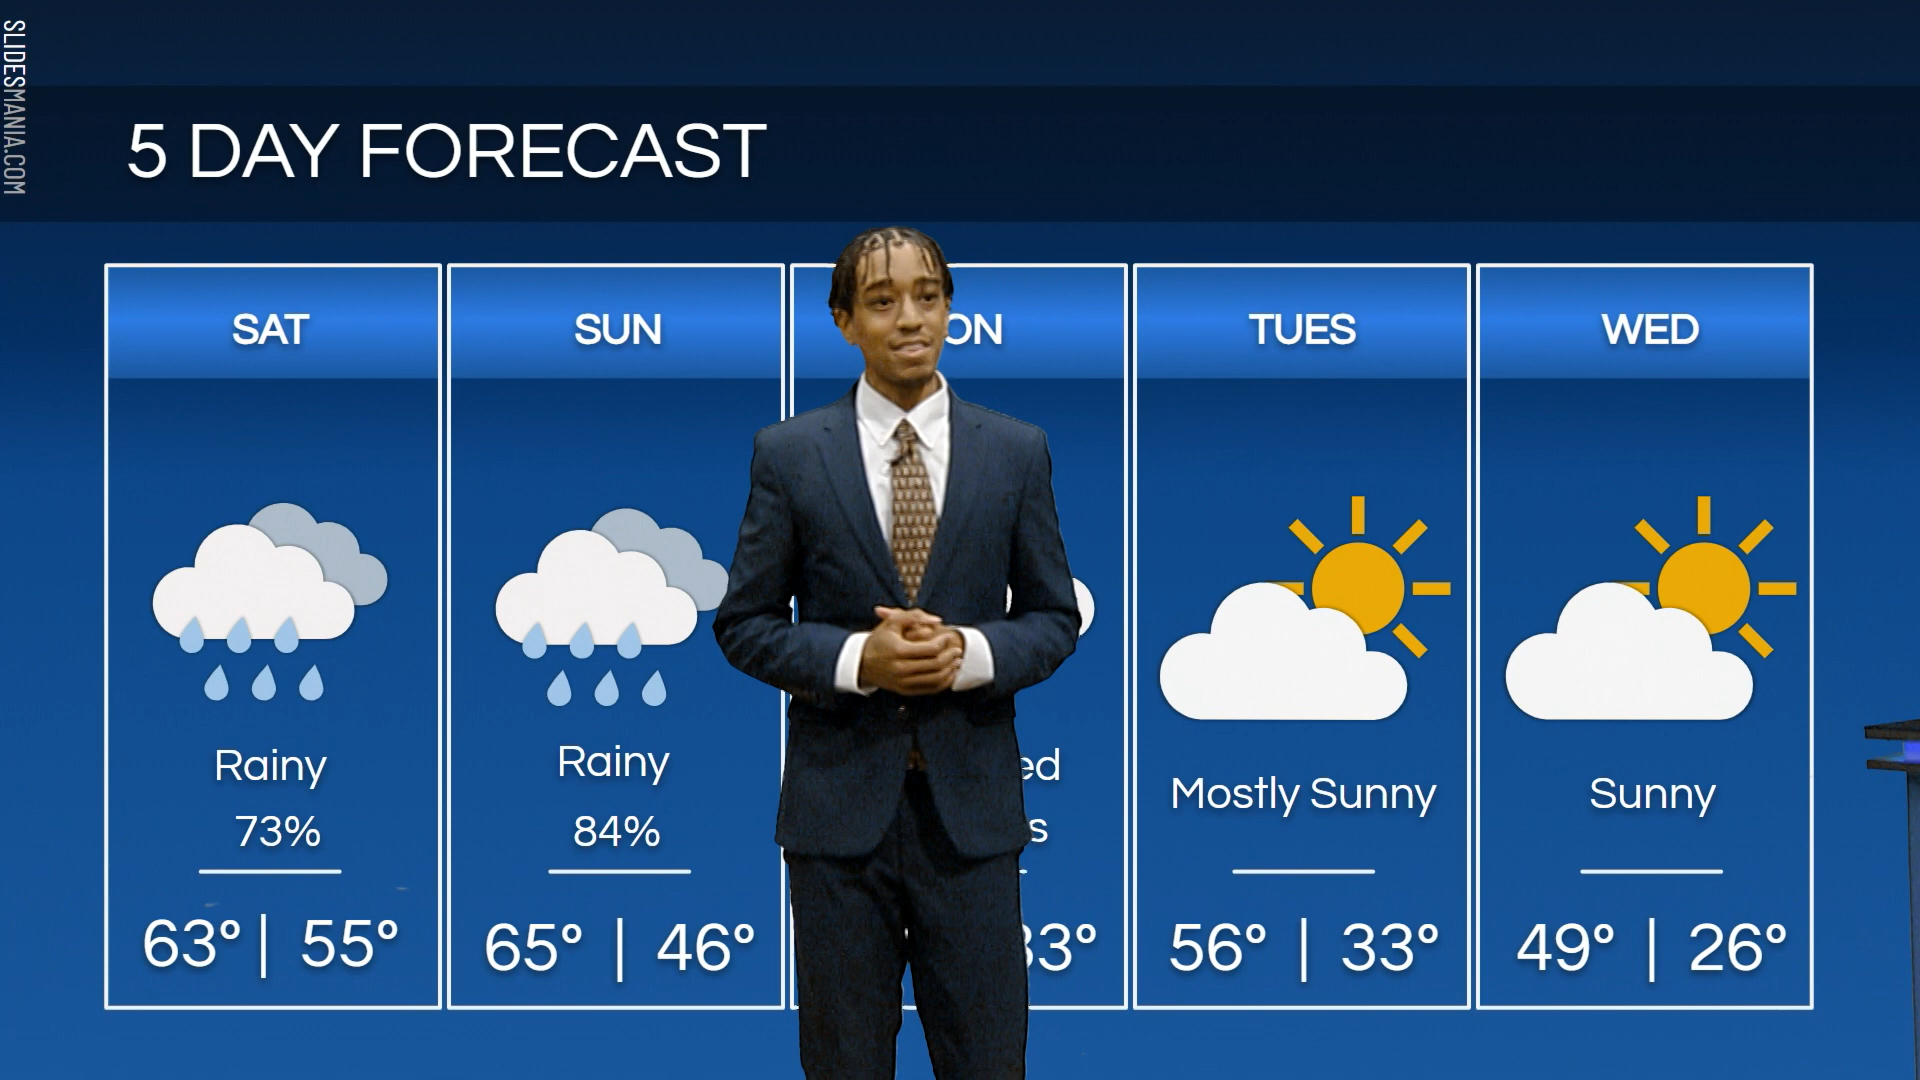 SLIDESMANIA.COM
5 DAY FORECAST
SAT
SUN
ON
TUES
WED
Rainy
73%
63° | 55°
Rainy
84%
65° | 46°
ed
s
33°
Mostly Sunny
56° | 33°
Sunny
49° | 26°